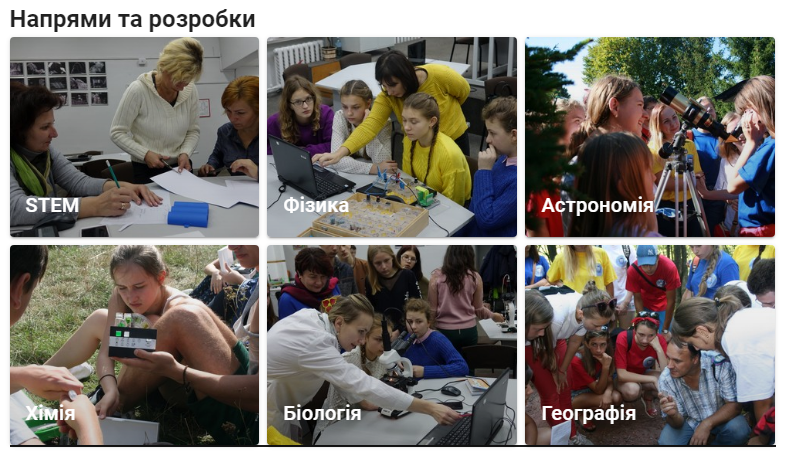 Напрями та розробки
STEM
Фізика
Астрономія
Хімія
Біологія
Географія